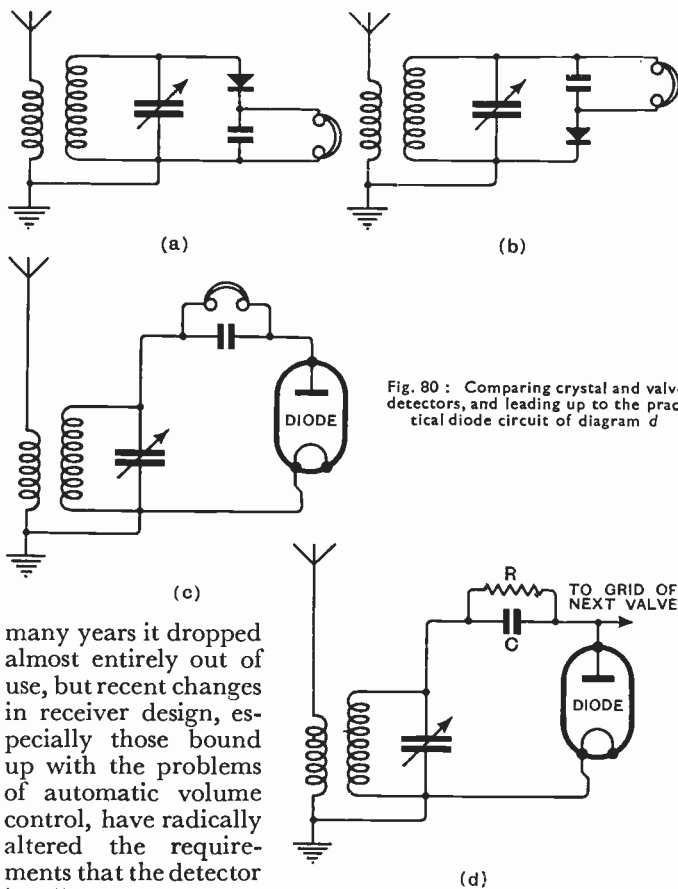 (a)
(b)
DIODE
Fig. 80 : Comparing crystal and valv
detectors, and leading up to the prac
tical diode circuit of diagram d
(c)
R
C
TO GRID OF
NEXT VALVE
DIODE
many years it dropped
almost entirely out of
use, but recent changes
in receiver design, es-
pecially those bound
up with the problems
of automatic volume
control, have radically
altered the require-
ments that the detector
(d)